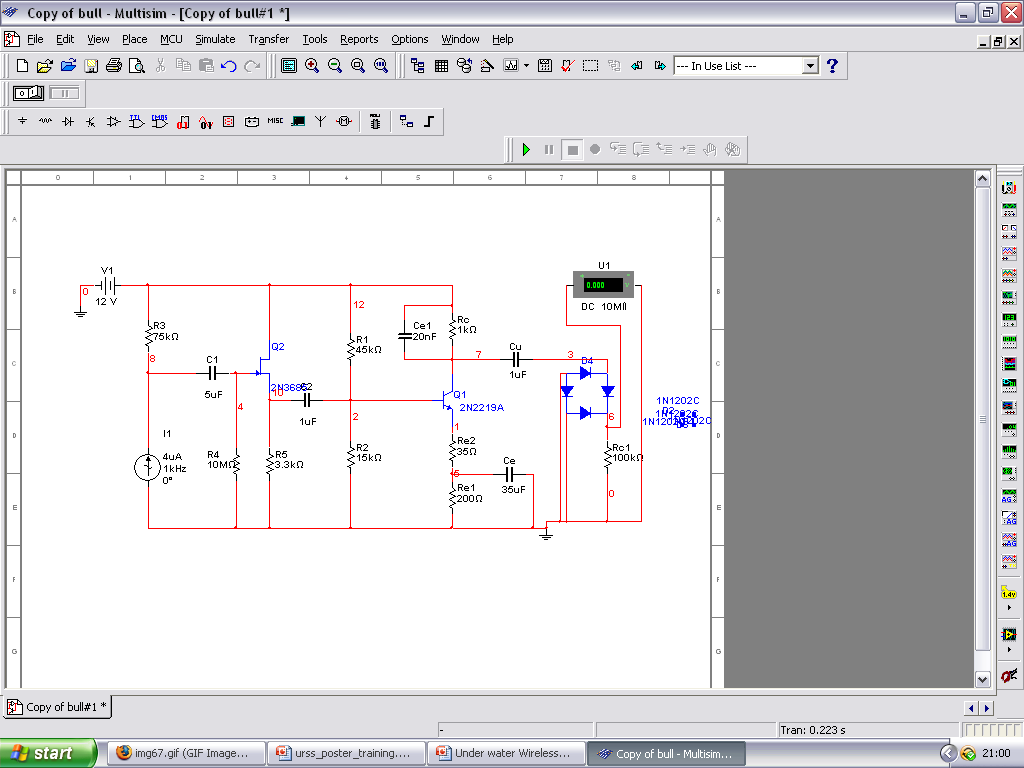 Copy of bull - Multisim - [Copy of bull#1 *]
File Edit View Place MCU Simulate Transfer Tools Reports Options Window Help
--- In Use List ---
0 1 2 3 4 5 6 7 8
A A
V1
0
12 V
U1
0.000 V
DC 10MΩ
B B
12
R3
75kΩ
Ce1
20nF
Rc
1kΩ
R1
45kΩ
Q2
8
C1
5uF
7
Cu
1uF
3
D4
C C
2N3685
10
1uF
4
2
Q1
2N2219A
1
6
1N1202C
D D
I1
4uA
1kHz
0°
R4
10MΩ
R5
3.3kΩ
R2
15kΩ
Re2
35Ω
5
Ce
35uF
Re1
200Ω
Rc1
100kΩ
0
E E
F F
G G
Copy of bull#1 *
-
Tran: 0.223 s
start
img67.gif (GIF Image...
urss_poster_training....
Under water Wireless...
Copy of bull - Multisim...
21:00